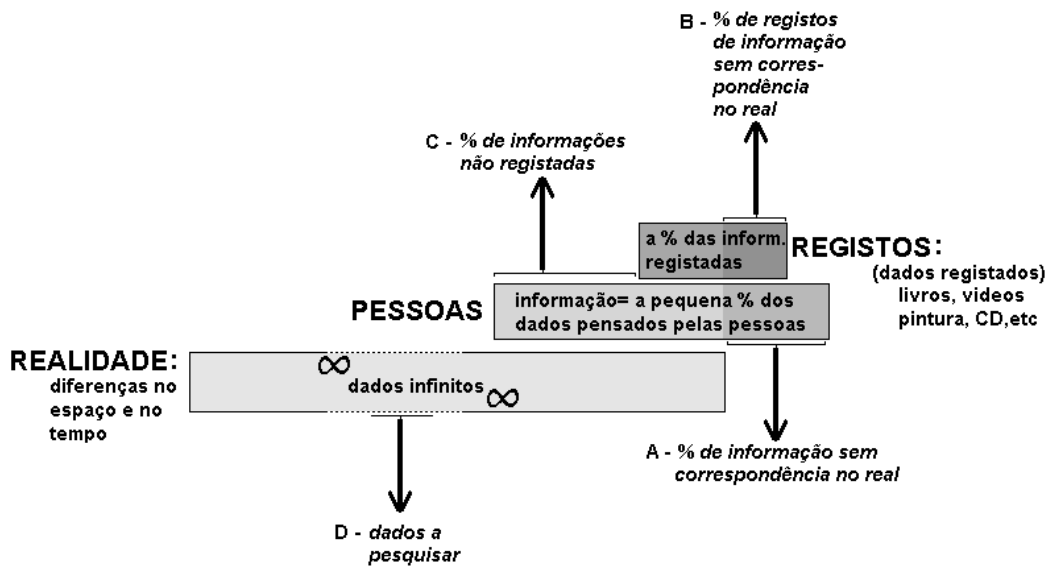 B - % de registos
de informação
sem corres-
pondência
no real
C - % de informações
não registadas
a % das inform.
registadas
REGISTOS:
(dados registados)
livros, videos
pintura, CD,etc
PESSOAS
informação= a pequena % dos
dados pensados pelas pessoas
REALIDADE:
diferenças no
espaço e no
tempo
∞ dados infinitos ∞
A - % de informação sem
correspondência no real
D - dados a
pesquisar